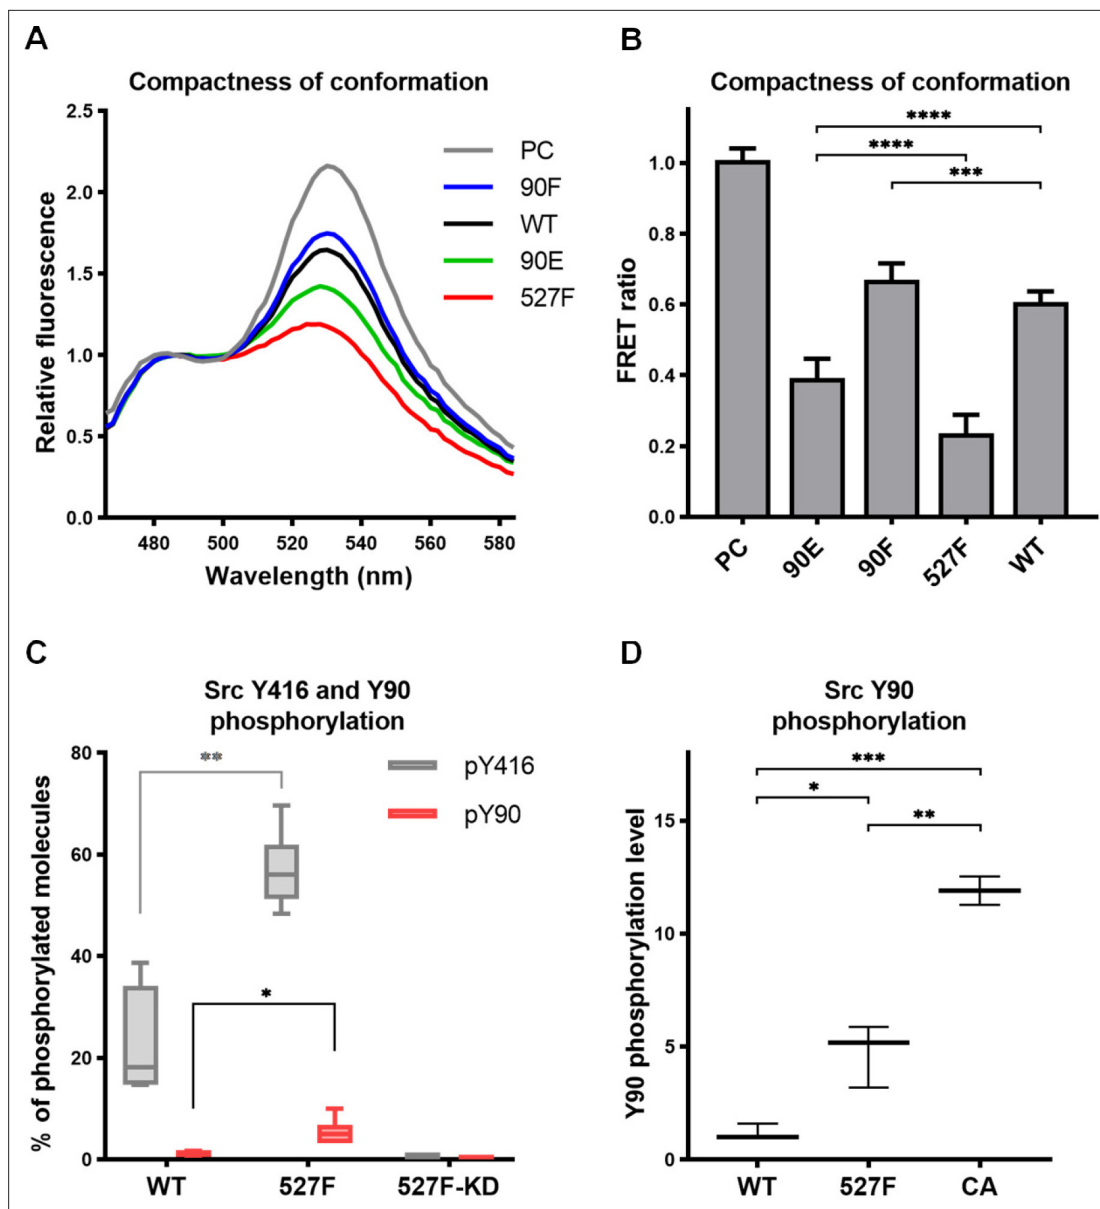 A
Compactness of conformation
2.5
2.0
1.5
1.0
0.5
0.0
Relative fluorescence
480 500 520 540 560 580
Wavelength (nm)
PC
90F
WT
90E
527F
B
Compactness of conformation
****
****
***
1.0
0.8
0.6
0.4
0.2
0.0
FRET ratio
PC 90E 90F 527F WT
C
Src Y416 and Y90
phosphorylation
80
60
40
20
0
% of phosphorylated molecules
**
*
pY416
pY90
WT 527F 527F-KD
D
Src Y90
phosphorylation
***
*
**
15
10
5
0
Y90 phosphorylation level
WT 527F CA